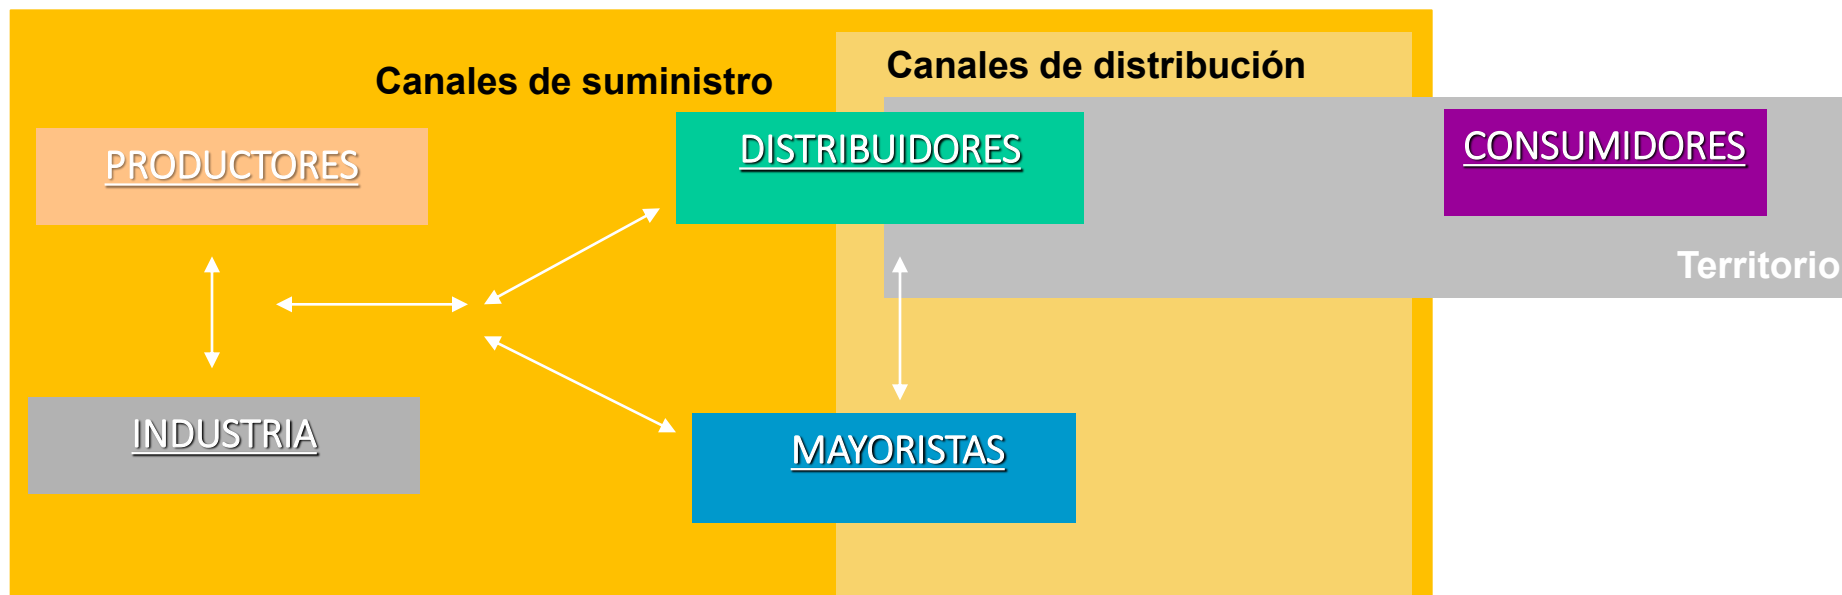 Canales de suministro
Canales de distribución
PRODUCTORES
DISTRIBUIDORES
CONSUMIDORES
Territorio
INDUSTRIA
MAYORISTAS